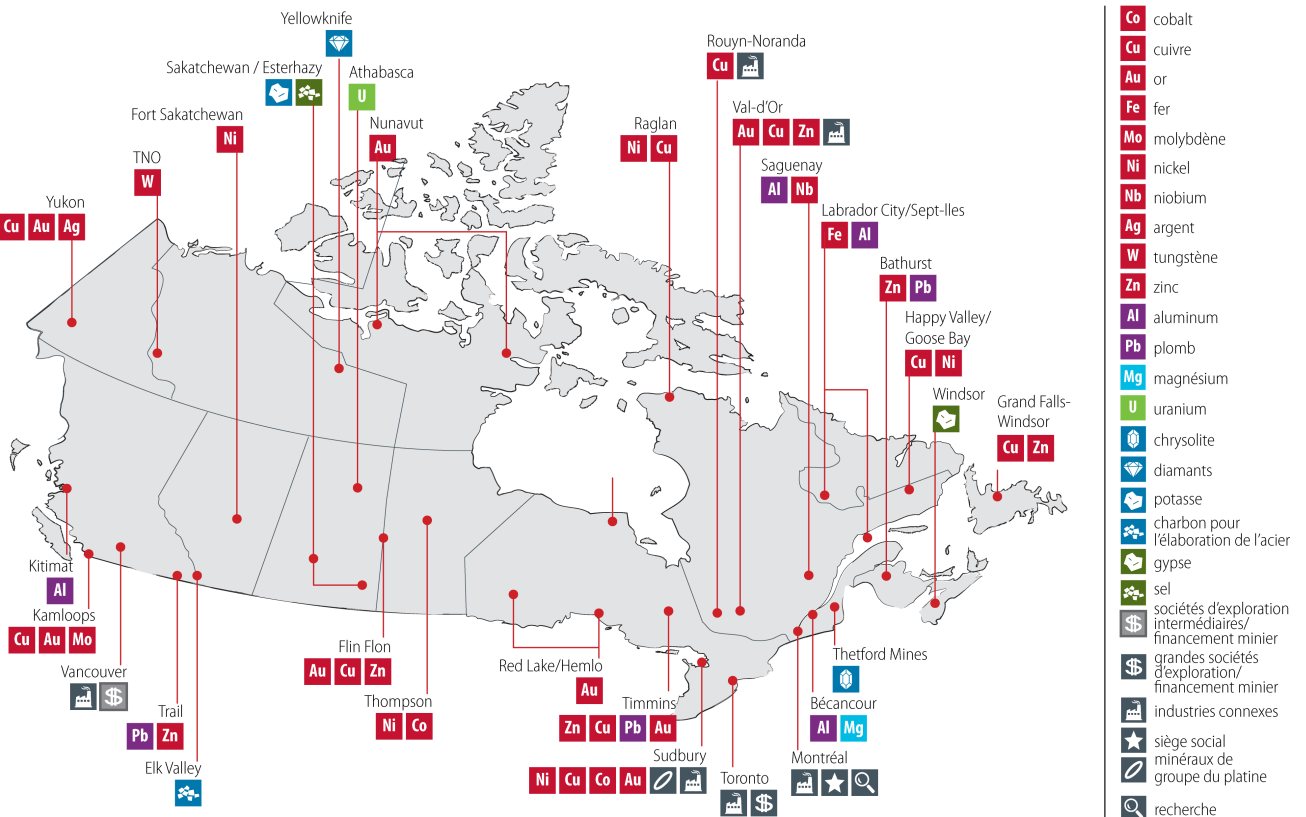 Yellowknife
Sakatchewan / Esterhazy
Athabasca
U
Fort Sakatchewan
Ni
Nunavut
Au
TNO
W
Yukon
Cu Au Ag
Rouyn-Noranda
Cu
Raglan
Ni Cu
Val-d'Or
Au Cu Zn
Saguenay
Al Nb
Labrador City/Sept-Iles
Fe Al
Bathurst
Zn Pb
Happy Valley/
Goose Bay
Cu Ni
Windsor
Grand Falls-
Windsor
Cu Zn
Kitimat
Al
Kamloops
Cu Au Mo
Vancouver
Trail
Pb Zn
Elk Valley
Flin Flon
Au Cu Zn
Thompson
Ni Co
Red Lake/Hemlo
Au
Timmins
Zn Cu Pb Au
Sudbury
Ni Cu Co Au
Toronto
$
Thetford Mines
Bécancour
Al Mg
Montréal
Co cobalt
Cu cuivre
Au or
Fe fer
Mo molybdène
Ni nickel
Nb niobium
Ag argent
W tungstène
Zn zinc
Al aluminum
Pb plomb
Mg magnésium
U uranium
chrysolite
diamants
potasse
charbon pour
l'élaboration de l'acier
gypse
sel
sociétés d'exploration
$ intermédiaires/
financement minier
grandes sociétés
$ d'exploration/
financement minier
industries connexes
siège social
minéraux de
groupe du platine
recherche